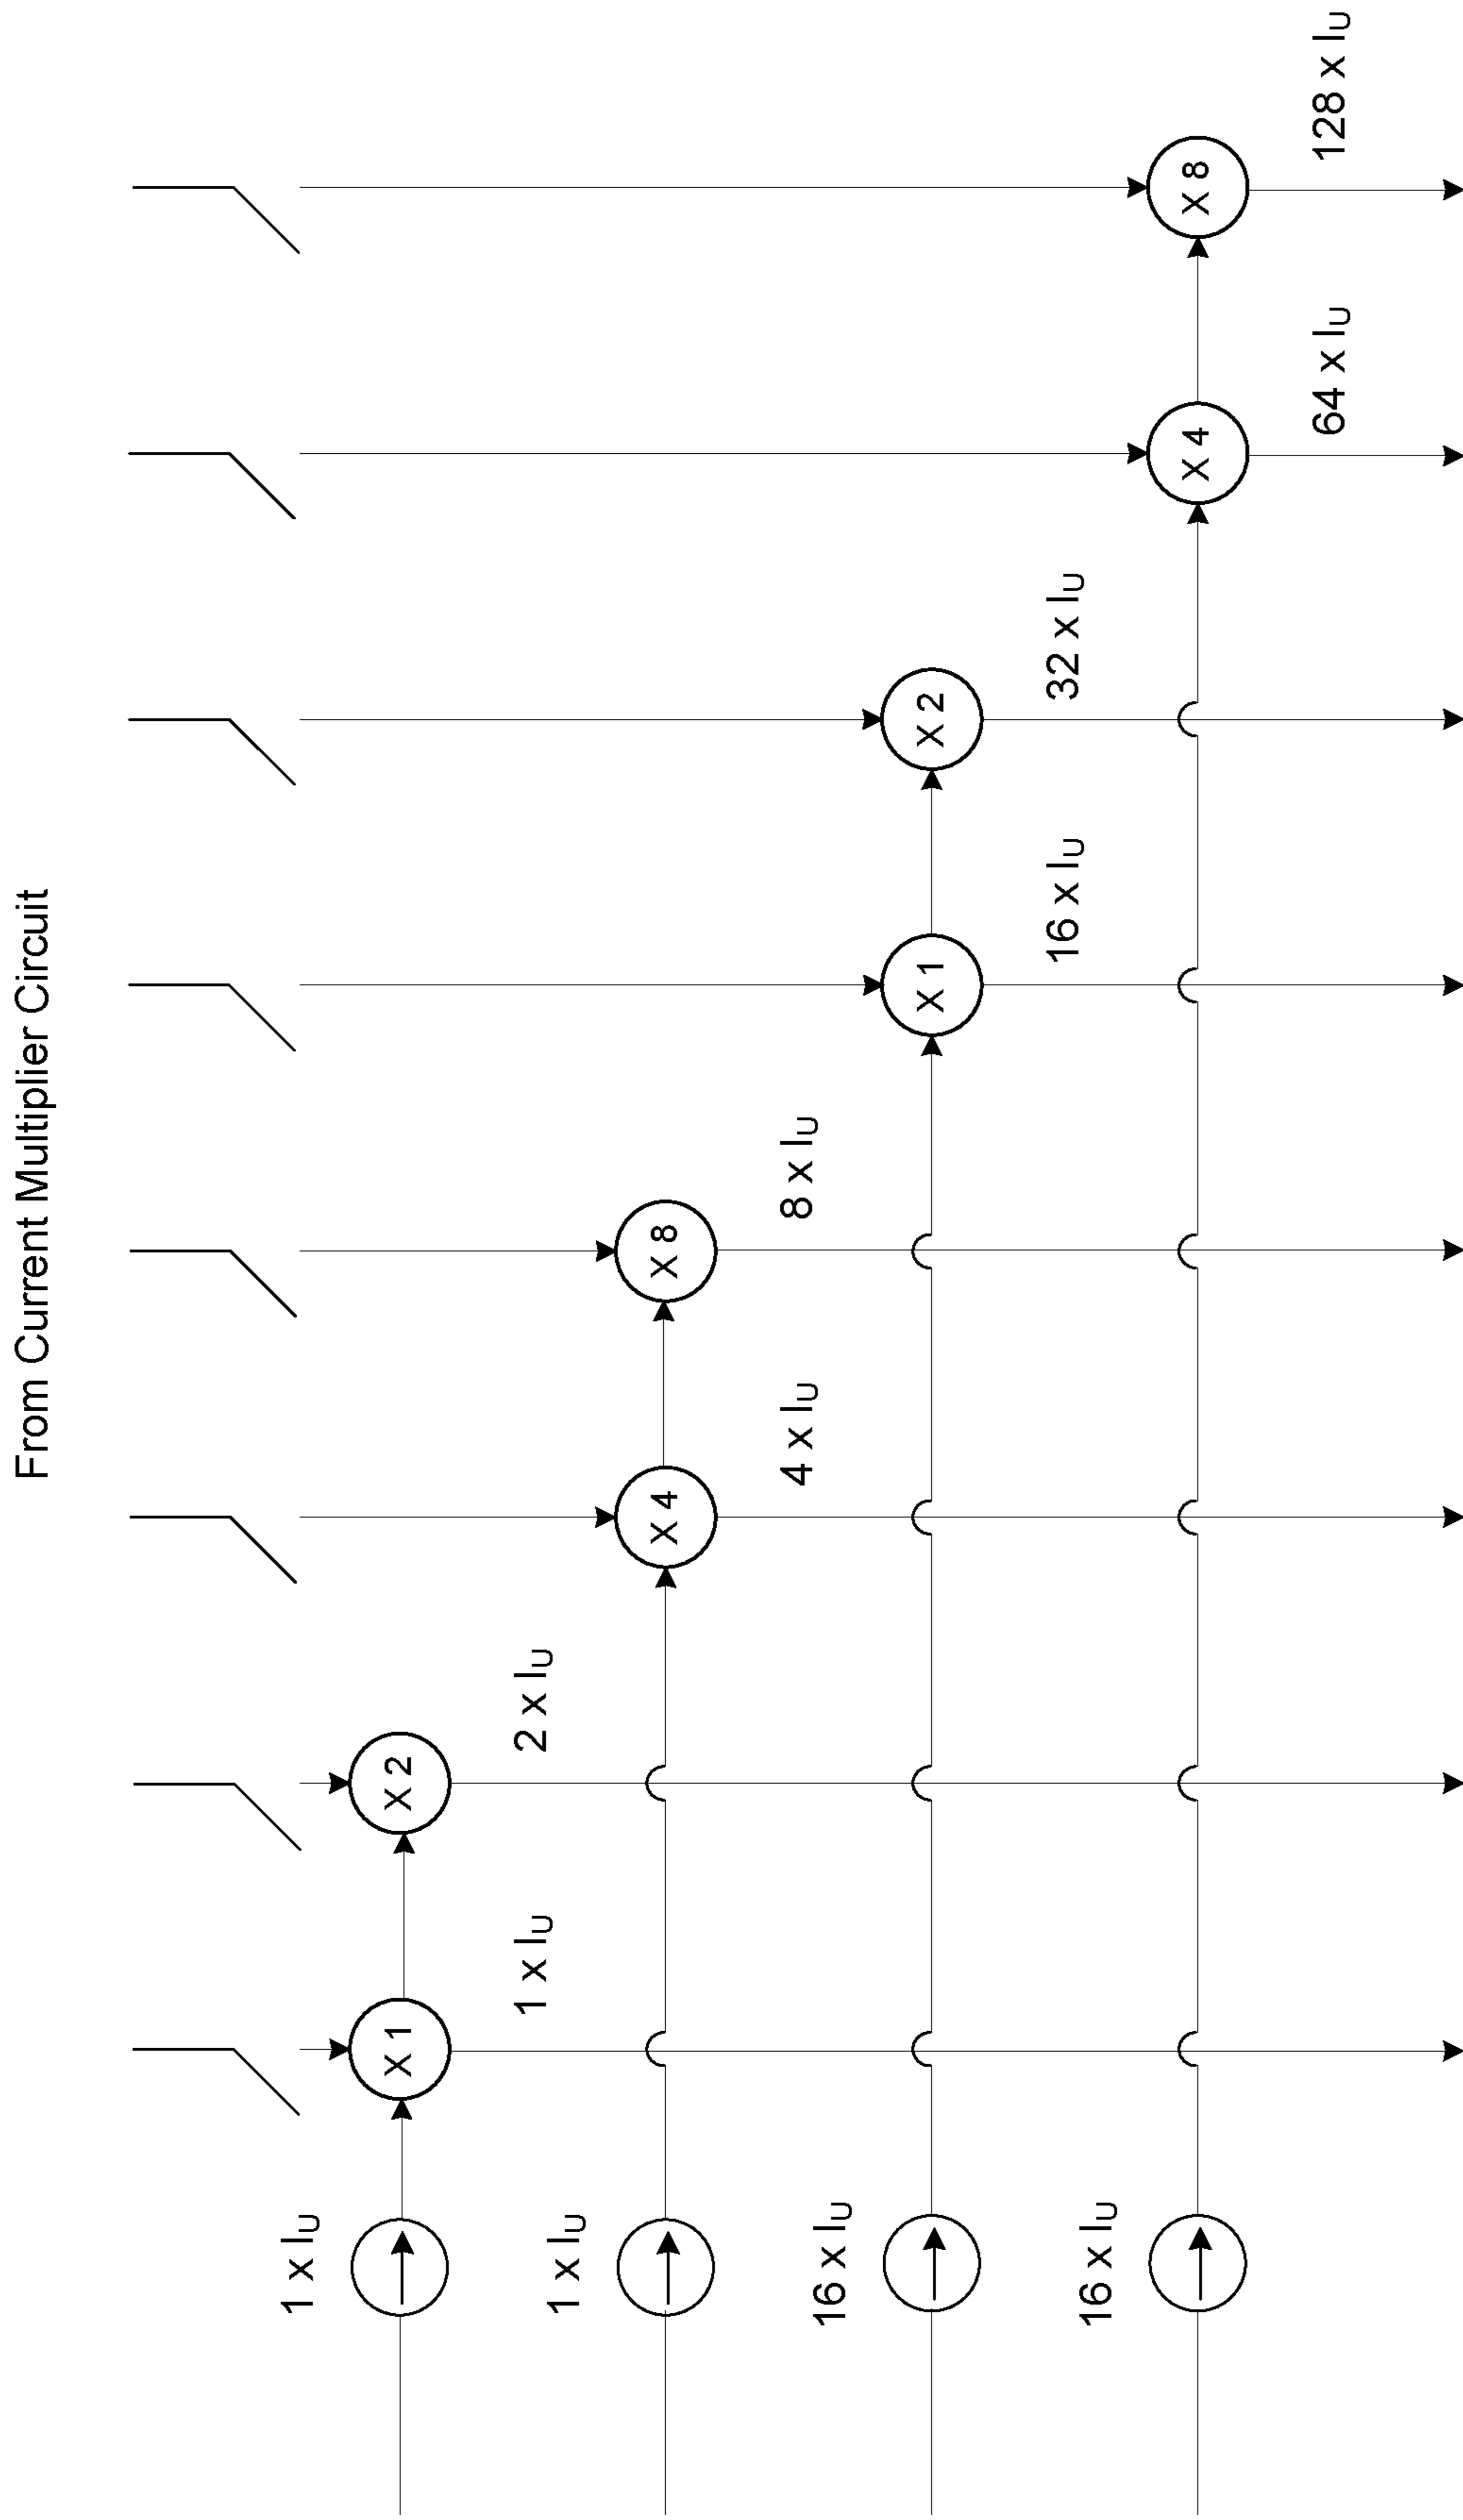 From Current Multiplier Circuit
1 x IU
X 1
X 2
1 x IU
2 x IU
1 x IU
X 4
X 8
4 x IU
8 x IU
16 x IU
X 1
X 2
16 x IU
32 x IU
16 x IU
X 4
X 8
64 x IU
128 x IU